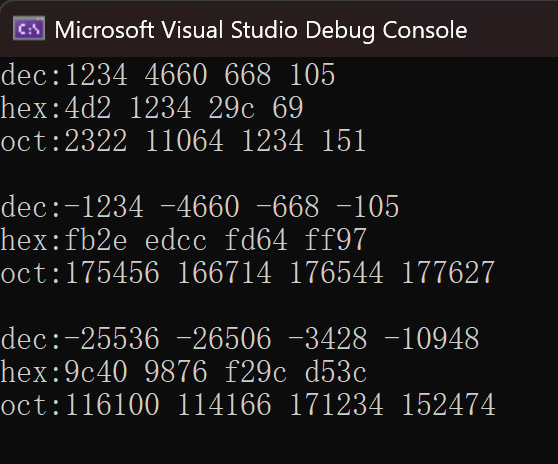 C:\
Microsoft Visual Studio Debug Console
dec:1234 4660 668 105
hex:4d2 1234 29c 69
oct:2322 11064 1234 151
dec:-1234 -4660 -668 -105
hex:fb2e edcc fd64 ff97
oct:175456 166714 176544 177627
dec:-25536 -26506 -3428 -10948
hex:9c40 9876 f29c d53c
oct:116100 114166 171234 152474